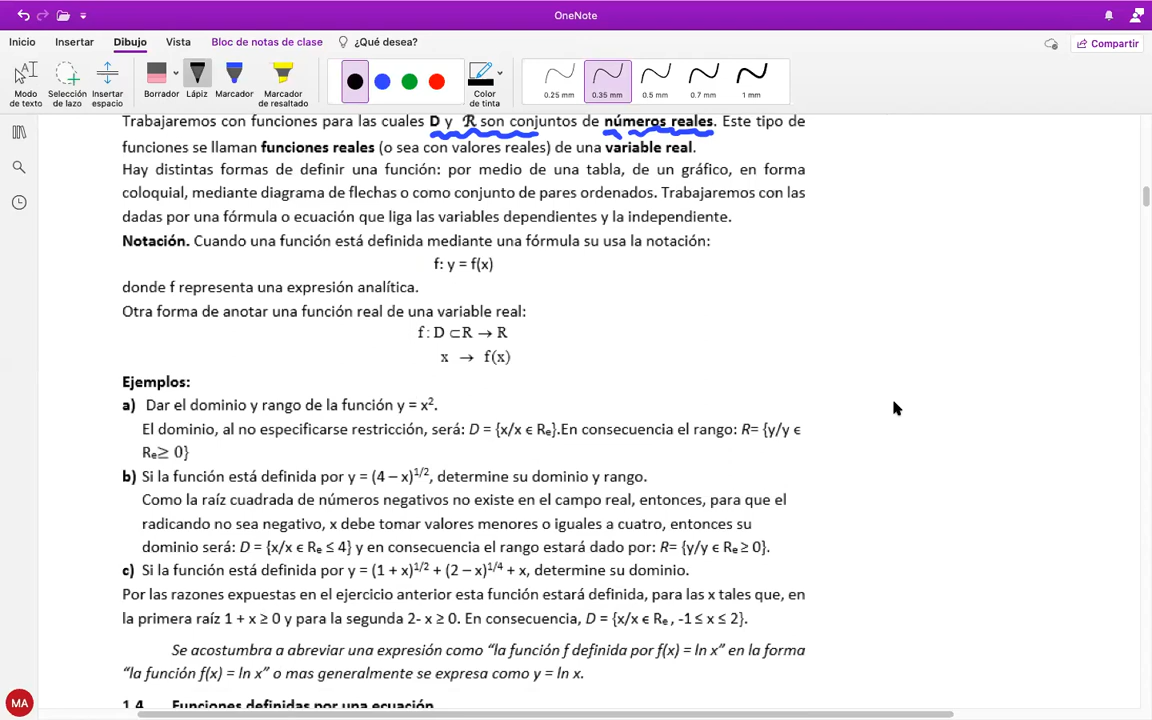 OneNote
Inicio Insertar Dibujo Vista Bloc de notas de clase ¿Qué desea? Compartir
Modo de texto Selección de lazo Insertar espacio Borrador Lápiz Marcador Marcador de resaltado Color de tinta 0.25 mm 0.35 mm 0.5 mm 0.7 mm 1 mm
Trabajaremos con funciones para las cuales D y ℛ son conjuntos de números reales. Este tipo de
funciones se llaman funciones reales (o sea con valores reales) de una variable real.
Hay distintas formas de definir una función: por medio de una tabla, de un gráfico, en forma
coloquial, mediante diagrama de flechas o como conjunto de pares ordenados. Trabajaremos con las
dadas por una fórmula o ecuación que liga las variables dependientes y la independiente.
Notación. Cuando una función está definida mediante una fórmula su usa la notación:
f: y = f(x)
donde f representa una expresión analítica.
Otra forma de anotar una función real de una variable real:
f : D ⊂R → R
x → f(x)
Ejemplos:
a) Dar el dominio y rango de la función y = x².
El dominio, al no especificarse restricción, será: D = {x/x ϵ Rₑ}.En consecuencia el rango: R= {y/y ϵ
Rₑ≥ 0}
b) Si la función está definida por y = (4 – x)^1/2, determine su dominio y rango.
Como la raíz cuadrada de números negativos no existe en el campo real, entonces, para que el
radicando no sea negativo, x debe tomar valores menores o iguales a cuatro, entonces su
dominio será: D = {x/x ϵ Rₑ ≤ 4} y en consecuencia el rango estará dado por: R= {y/y ϵ Rₑ ≥ 0}.
c) Si la función está definida por y = (1 + x)^1/2 + (2 – x)^1/4 + x, determine su dominio.
Por las razones expuestas en el ejercicio anterior esta función estará definida, para las x tales que, en
la primera raíz 1 + x ≥ 0 y para la segunda 2- x ≥ 0. En consecuencia, D = {x/x ϵ Rₑ , -1 ≤ x ≤ 2}.
Se acostumbra a abreviar una expresión como “la función f definida por f(x) = ln x” en la forma
“la función f(x) = ln x” o mas generalmente se expresa como y = ln x.
1.4 Funciones definidas por una ecuación.
MA